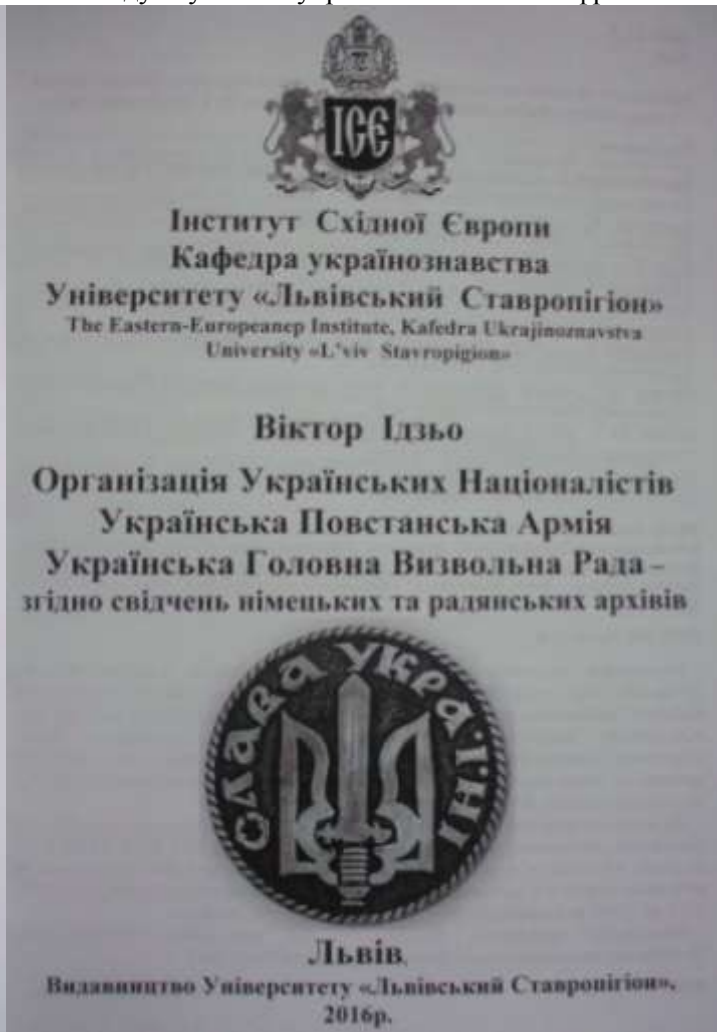 ІСЄ
Інститут Східної Європи
Кафедра українознавства
Університету «Львівський Ставропігіон»
The Eastern-Europeanep Institute, Kafedra Ukrajinoznavstva
University «L'viv Stavropigion»
Віктор Ідзьо
Організація Українських Націоналістів
Українська Повстанська Армія
Українська Головна Визвольна Рада –
згідно свідчень німецьких та радянських архівів
СЛАВА УКРАЇНІ
Львів
Видавництво Університету «Львівський Ставропігіон».
2016р.